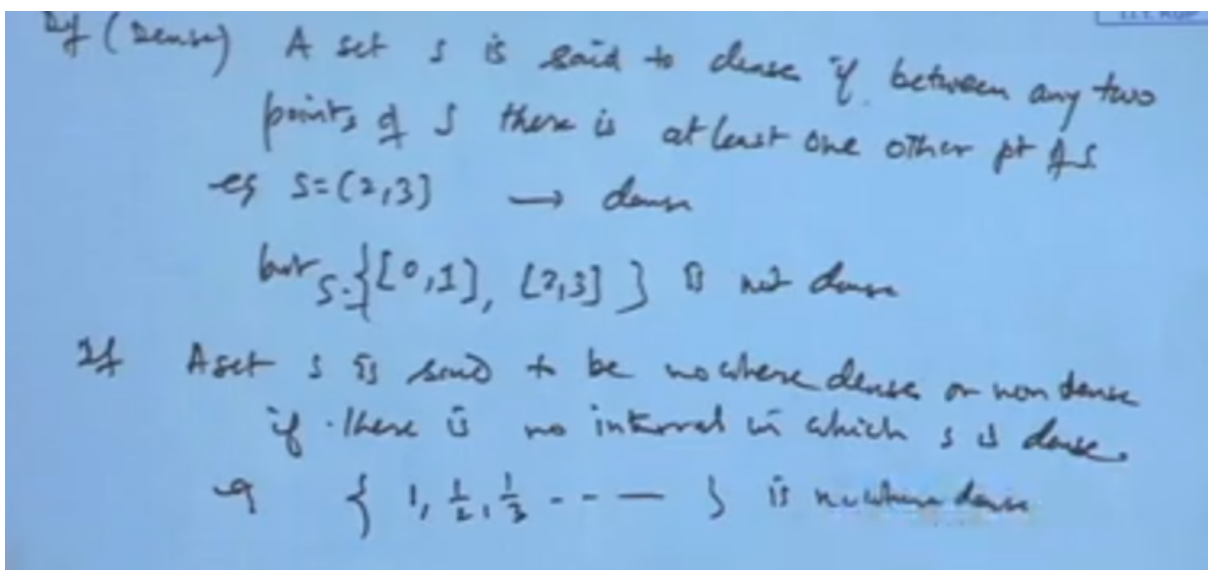 Df (Dense) A set S is said to dense if between any two
points of S there is at least one other pt of S
eg S=(2,3] → dense
but S={[0,1], [2,3]} is not dense
Df A set S is said to be nowhere dense or non dense
if there is no interval in which S is dense.
eg { 1, 1/2, 1/3 - - — } is nowhere dense